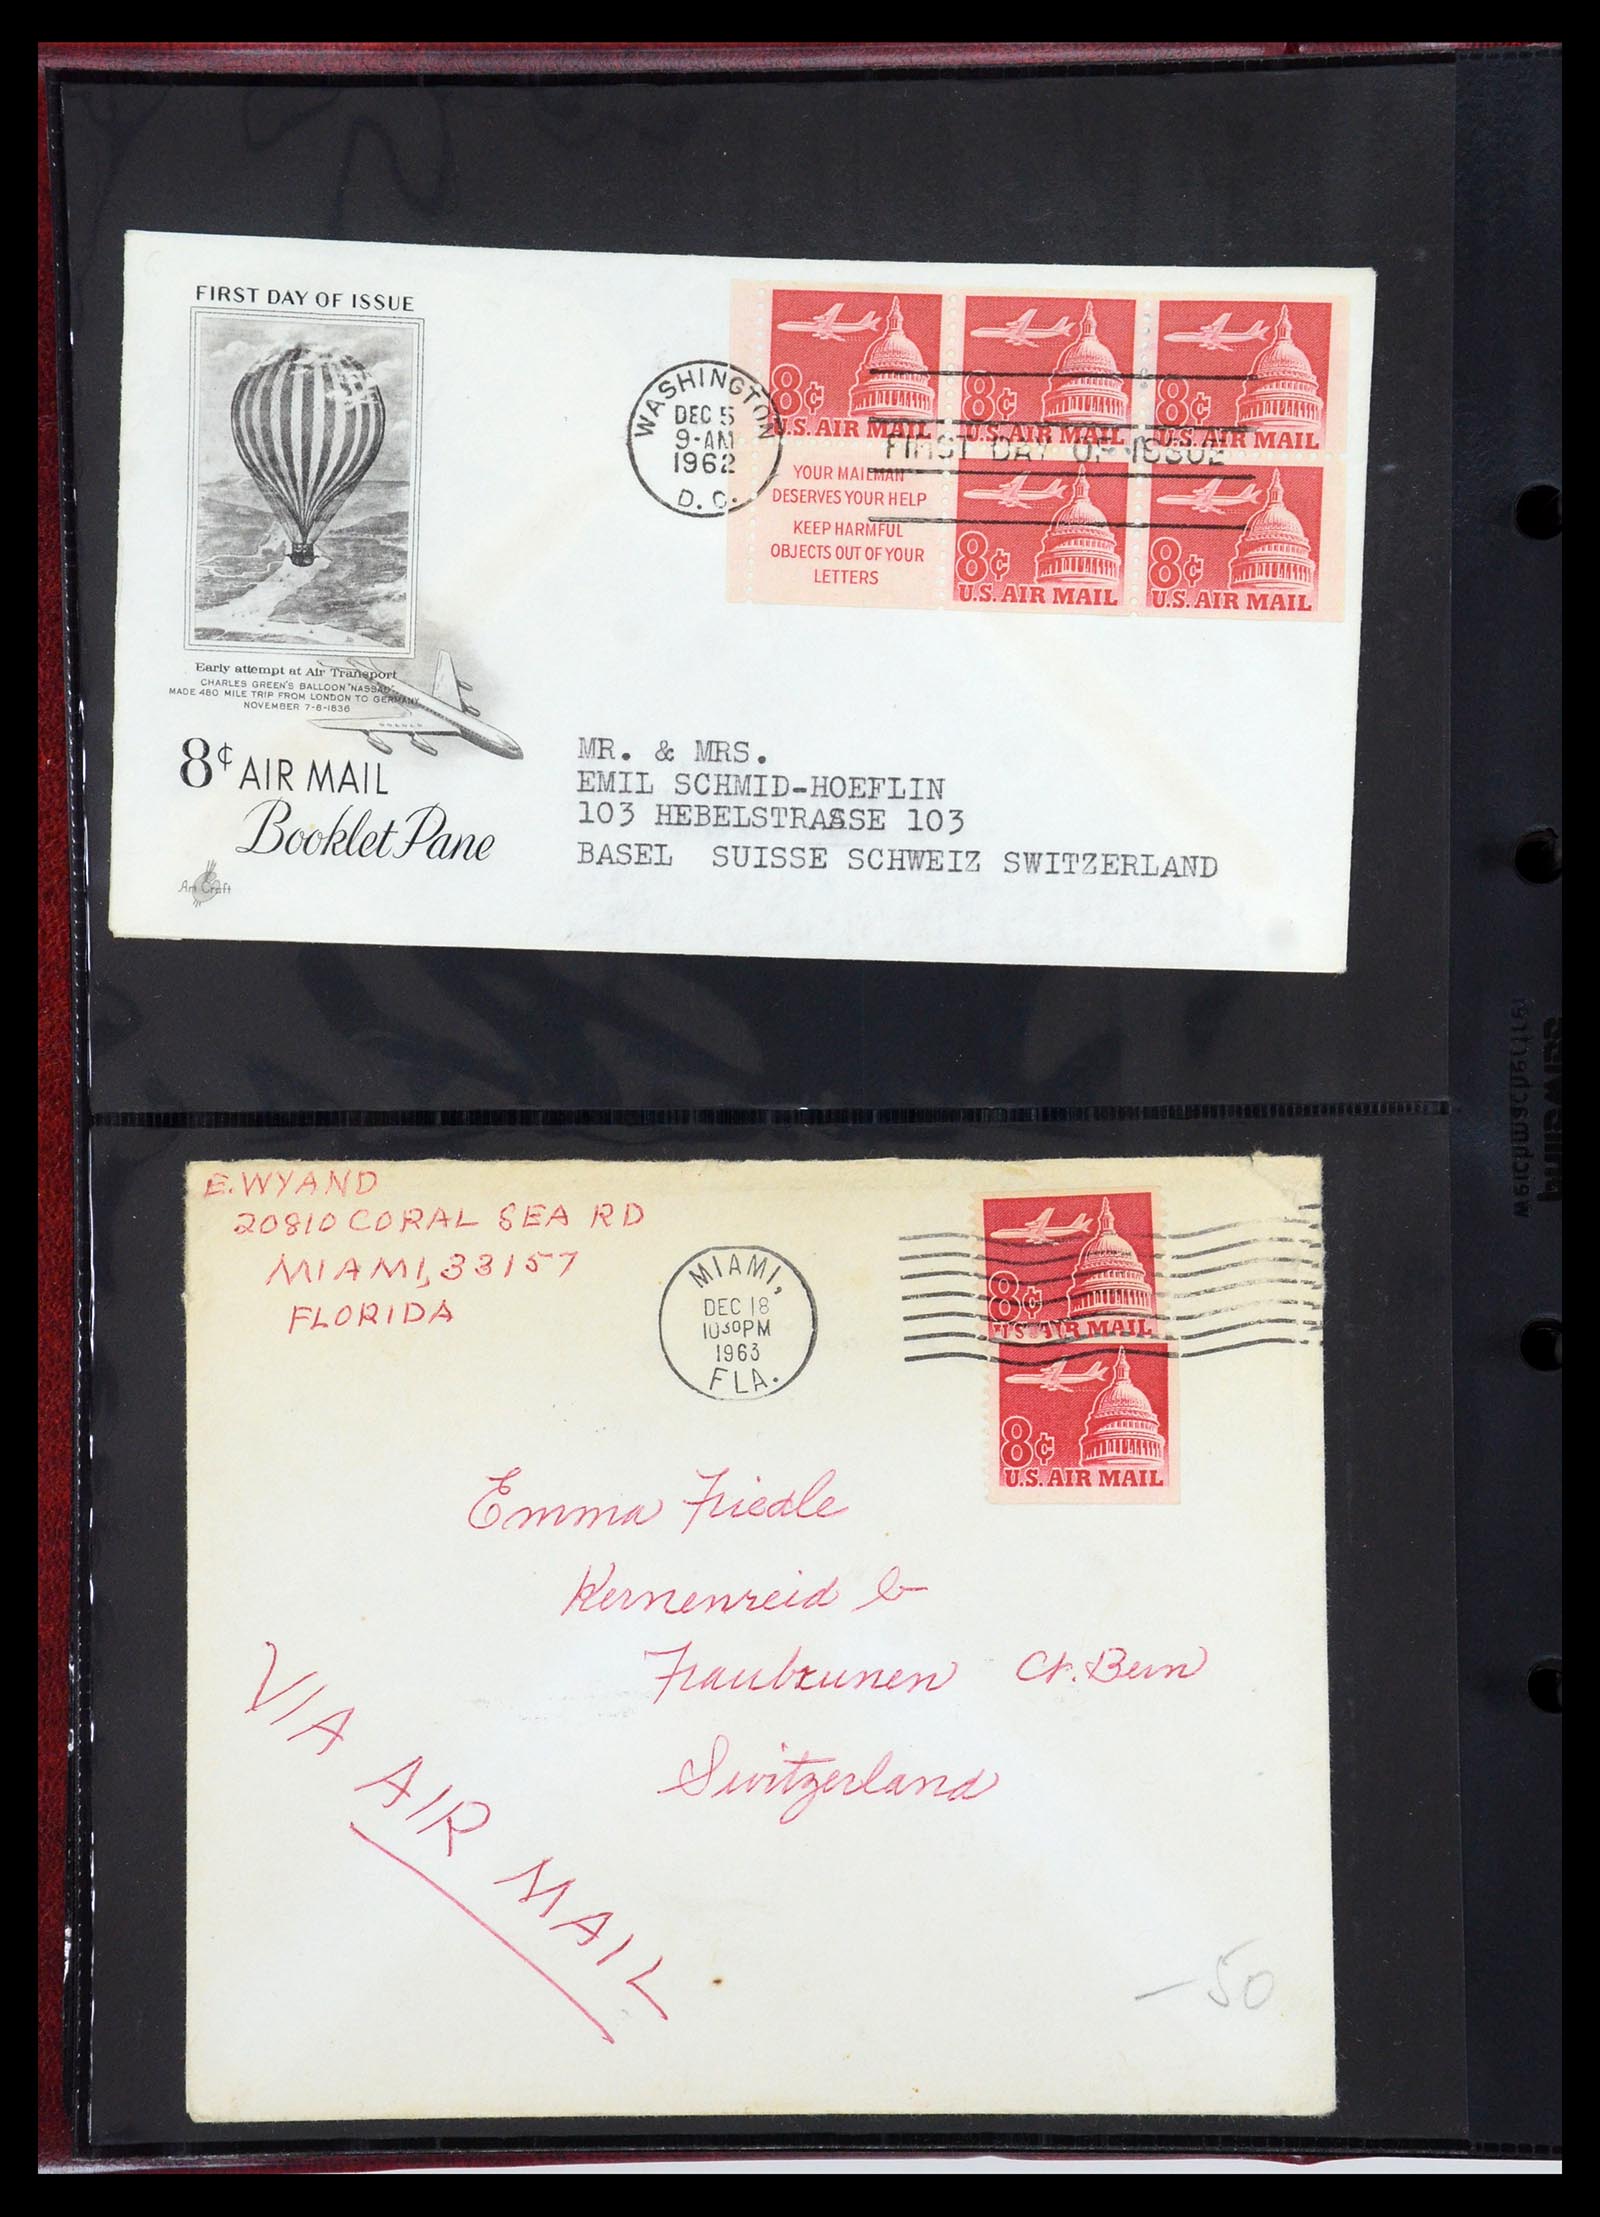 FIRST DAY OF ISSUE
Early attempt at Air Transport
CHARLES GREEN'S BALLOON "NASSAU"
MADE 480 MILE TRIP FROM LONDON TO GERMANY
NOVEMBER 7-8-1836
8¢ AIR MAIL
Booklet Pane
Art Craft
WASHINGTON
DEC 5
9-AM
1962
D. C.
8¢ 8¢ 8¢
U.S. AIR MAIL U.S. AIR MAIL U.S. AIR MAIL
FIRST DAY OF ISSUE
YOUR MAILMAN
DESERVES YOUR HELP
KEEP HARMFUL
OBJECTS OUT OF YOUR
LETTERS
8¢ 8¢
U.S. AIR MAIL U.S. AIR MAIL
MR. & MRS.
EMIL SCHMID-HOEFLIN
103 HEBELSTRASSE 103
BASEL SUISSE SCHWEIZ SWITZERLAND
weichmacherfrei
E. WYAND
20810 CORAL SEA RD
MIAMI, 33157
FLORIDA
MIAMI,
DEC 18
1030PM
1963
FLA.
8¢
U.S. AIR MAIL
8¢
U.S. AIR MAIL
Emma Friedle
Kernenreid b
Fraubrunen Ct. Bern
Switzerland
VIA AIR MAIL
-50